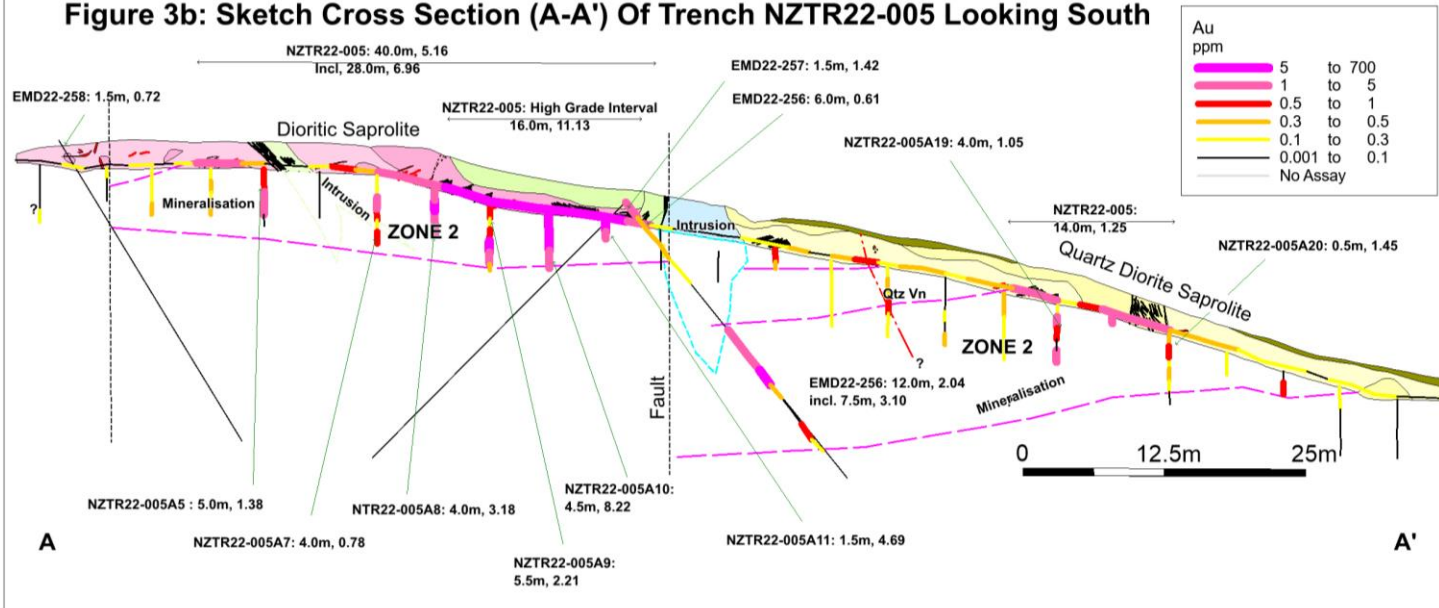 Figure 3b: Sketch Cross Section (A-A') Of Trench NZTR22-005 Looking South
Au
ppm
5 to 700
1 to 5
0.5 to 1
0.3 to 0.5
0.1 to 0.3
0.001 to 0.1
No Assay
NZTR22-005: 40.0m, 5.16
Incl, 28.0m, 6.96
EMD22-258: 1.5m, 0.72
NZTR22-005: High Grade Interval
16.0m, 11.13
EMD22-257: 1.5m, 1.42
EMD22-256: 6.0m, 0.61
NZTR22-005A19: 4.0m, 1.05
Dioritic Saprolite
NZTR22-005:
14.0m, 1.25
NZTR22-005A20: 0.5m, 1.45
Quartz Diorite Saprolite
?
Mineralisation
Intrusion
ZONE 2
Intrusion
Qtz Vn
ZONE 2
?
EMD22-256: 12.0m, 2.04
incl. 7.5m, 3.10
Mineralisation
Fault
0 12.5m 25m
NZTR22-005A5 : 5.0m, 1.38
NTR22-005A8: 4.0m, 3.18
NZTR22-005A10:
4.5m, 8.22
A
NZTR22-005A7: 4.0m, 0.78
NZTR22-005A9:
5.5m, 2.21
NZTR22-005A11: 1.5m, 4.69
A'